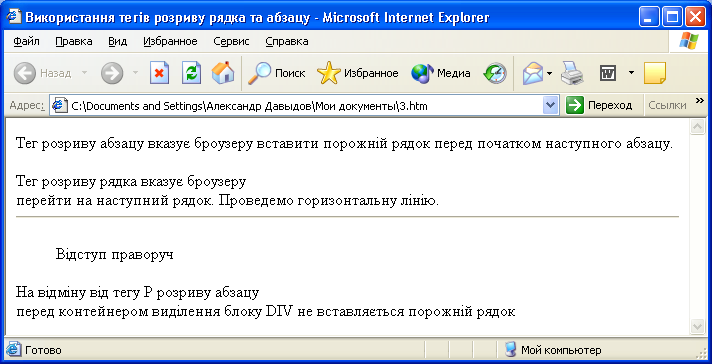 Використання тегів розриву рядка та абзацу - Microsoft Internet Explorer
Файл Правка Вид Избранное Сервис Справка
Назад Поиск Избранное Медиа
Адрес: C:\Documents and Settings\Александр Давыдов\Мои документы\3.htm Переход Ссылки »
Тег розриву абзацу вказує броузеру вставити порожній рядок перед початком наступного абзацу.
Тег розриву рядка вказує броузеру
перейти на наступний рядок. Проведемо горизонтальну лінію.
Відступ праворуч
На відміну від тегу P розриву абзацу
перед контейнером виділення блоку DIV не вставляється порожній рядок
Готово Мой компьютер